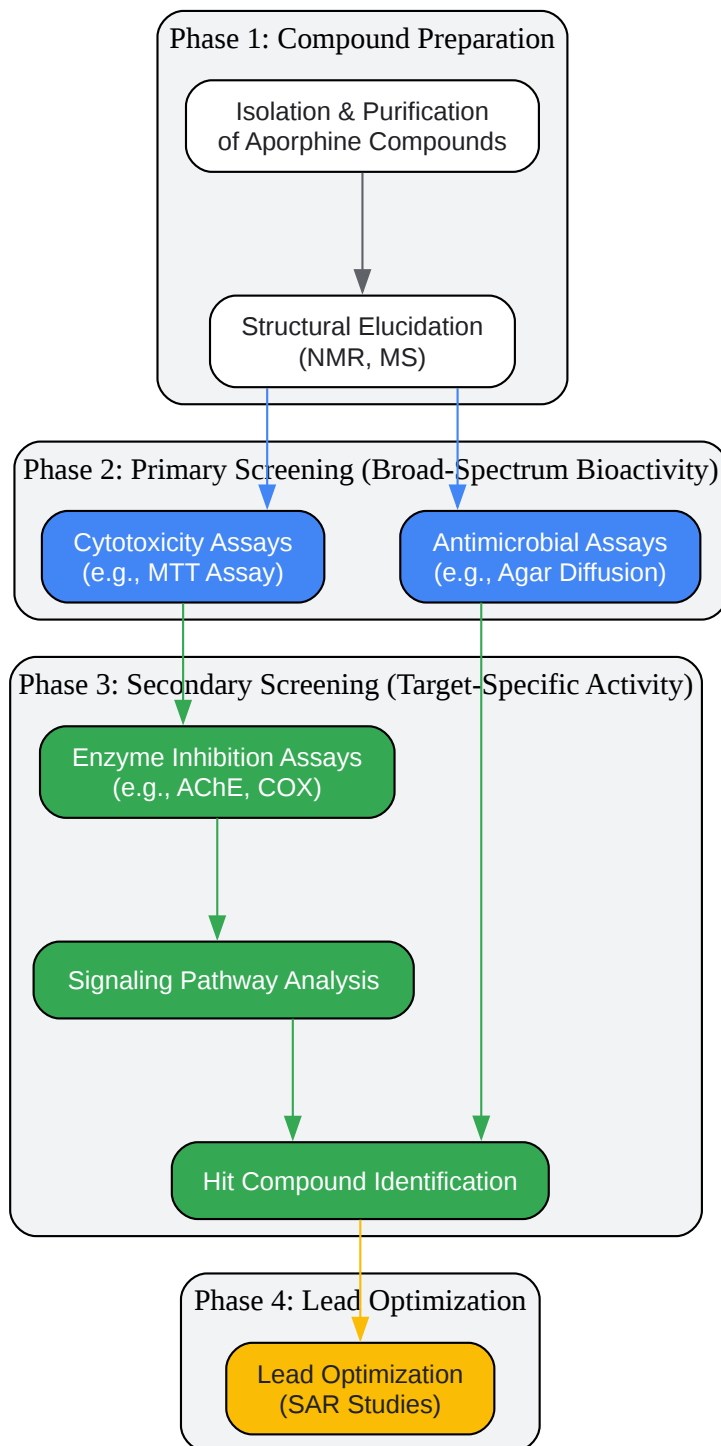 Phase 1: Compound Preparation
Isolation & Purification
of Aporphine Compounds
Structural Elucidation
(NMR, MS)
Phase 2: Primary Screening (Broad-Spectrum Bioactivity)
Cytotoxicity Assays
(e.g., MTT Assay)
Antimicrobial Assays
(e.g., Agar Diffusion)
Phase 3: Secondary Screening (Target-Specific Activity)
Enzyme Inhibition Assays
(e.g., AChE, COX)
Signaling Pathway Analysis
Hit Compound Identification
Phase 4: Lead Optimization
Lead Optimization
(SAR Studies)